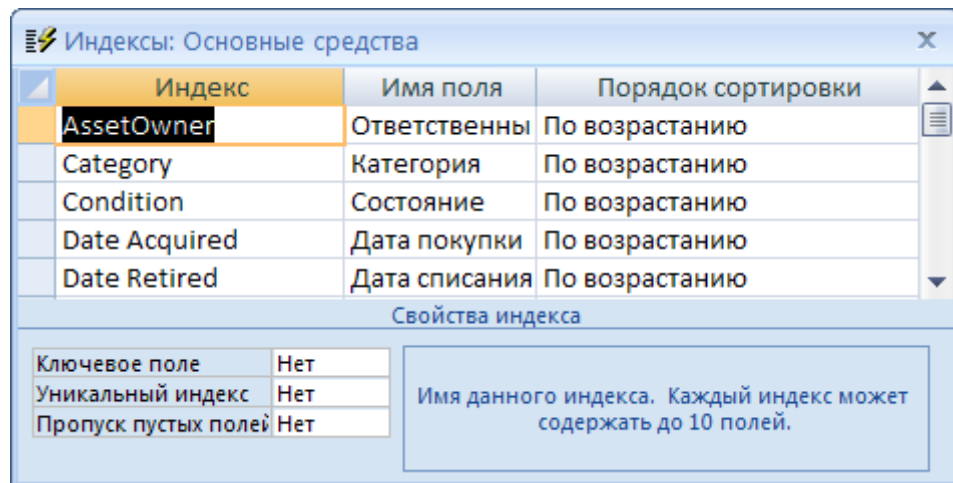 Индексы: Основные средства
Индекс Имя поля Порядок сортировки
AssetOwner Ответственны По возрастанию
Category Категория По возрастанию
Condition Состояние По возрастанию
Date Acquired Дата покупки По возрастанию
Date Retired Дата списания По возрастанию
Свойства индекса
Ключевое поле Нет
Уникальный индекс Нет
Пропуск пустых полей Нет
Имя данного индекса. Каждый индекс может
содержать до 10 полей.